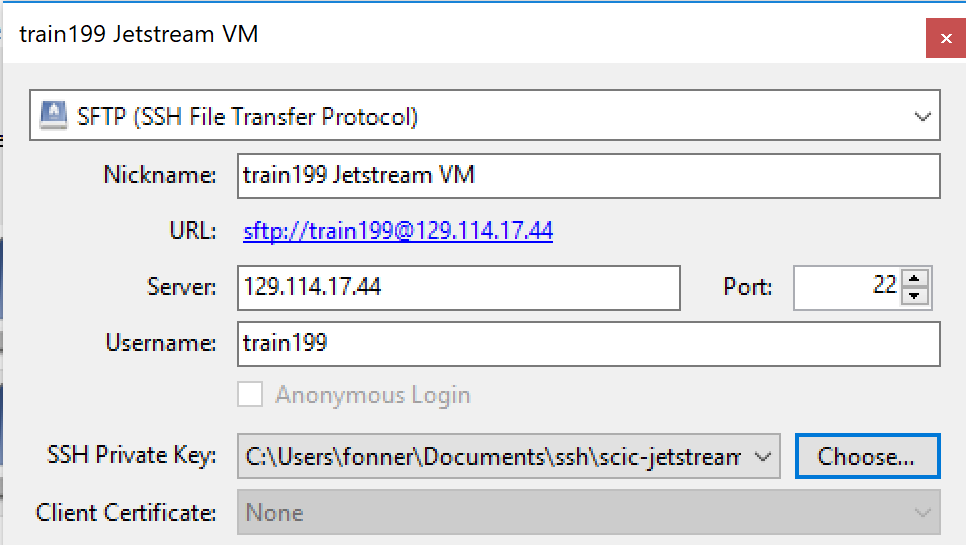 train199 Jetstream VM
SFTP (SSH File Transfer Protocol)
Nickname: train199 Jetstream VM
URL: sftp://train199@129.114.17.44
Server: 129.114.17.44 Port: 22
Username: train199
Anonymous Login
SSH Private Key: C:\Users\fonner\Documents\ssh\scic-jetstream Choose...
Client Certificate: None